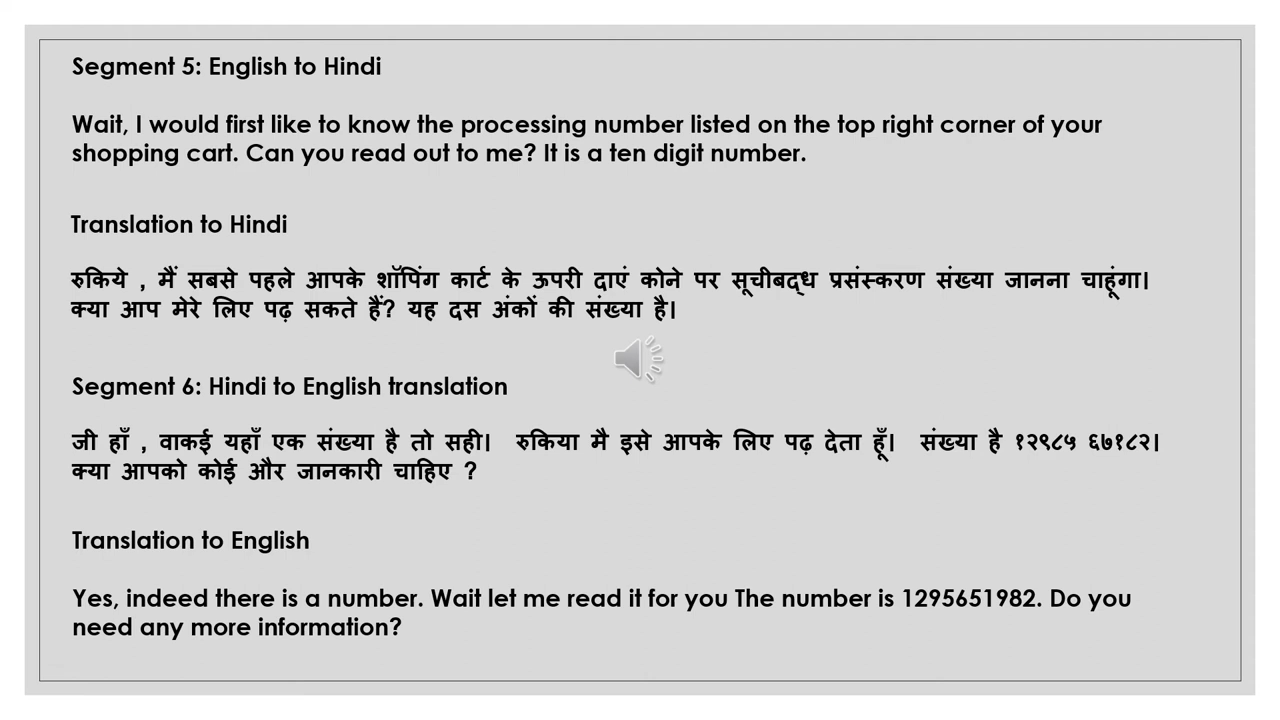 Segment 5: English to Hindi
Wait, I would first like to know the processing number listed on the top right corner of your
shopping cart. Can you read out to me? It is a ten digit number.
Translation to Hindi
रुकिये , मैं सबसे पहले आपके शॉपिंग कार्ट के ऊपरी दाएं कोने पर सूचीबद्ध प्रसंस्करण संख्या जानना चाहूंगा।
क्या आप मेरे लिए पढ़ सकते हैं? यह दस अंकों की संख्या है।
Segment 6: Hindi to English translation
जी हाँ , वाकई यहाँ एक संख्या है तो सही। रुकिया मै इसे आपके लिए पढ़ देता हूँ। संख्या है १२९८५ ६७१८२।
क्या आपको कोई और जानकारी चाहिए ?
Translation to English
Yes, indeed there is a number. Wait let me read it for you The number is 1295651982. Do you
need any more information?